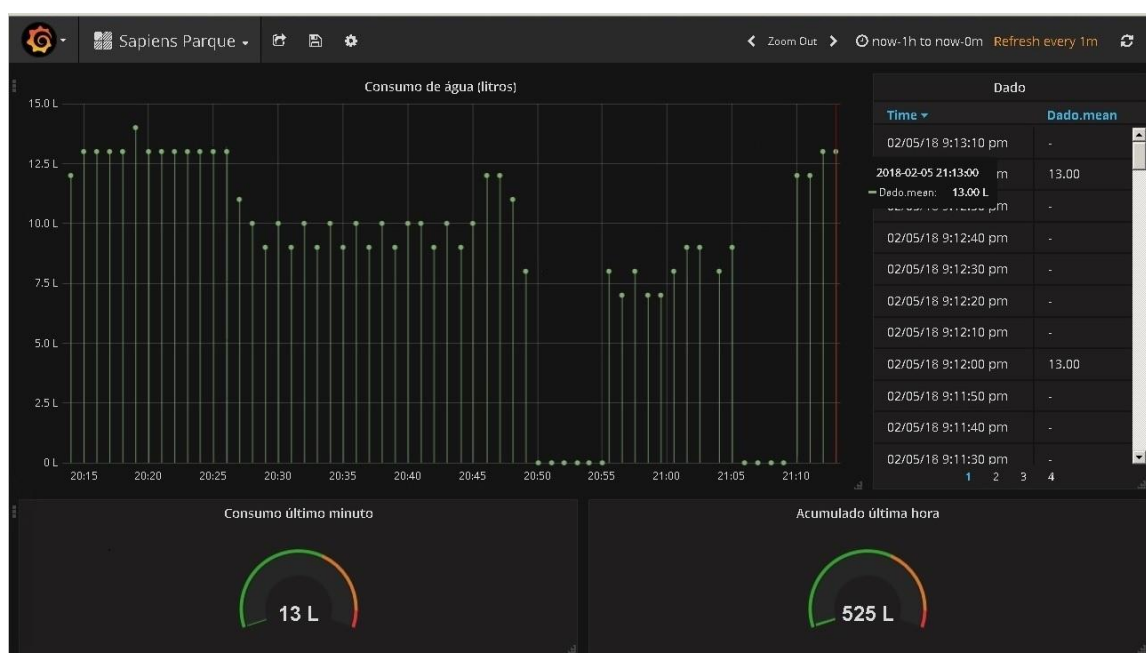 Sapiens Parque
Zoom Out
now-1h to now-0m Refresh every 1m
Consumo de água (litros)
15.0 L
12.5 L
10.0 L
7.5 L
5.0 L
2.5 L
0 L
20:15 20:20 20:25 20:30 20:35 20:40 20:45 20:50 20:55 21:00 21:05 21:10
2018-02-05 21:13:00
Dado.mean: 13.00 L
Dado
Time Dado.mean
02/05/18 9:13:10 pm -
m 13.00
pm -
02/05/18 9:12:40 pm -
02/05/18 9:12:30 pm -
02/05/18 9:12:20 pm -
02/05/18 9:12:10 pm -
02/05/18 9:12:00 pm 13.00
02/05/18 9:11:50 pm -
02/05/18 9:11:40 pm -
02/05/18 9:11:30 pm -
1 2 3 4
Consumo último minuto
13 L
Acumulado última hora
525 L